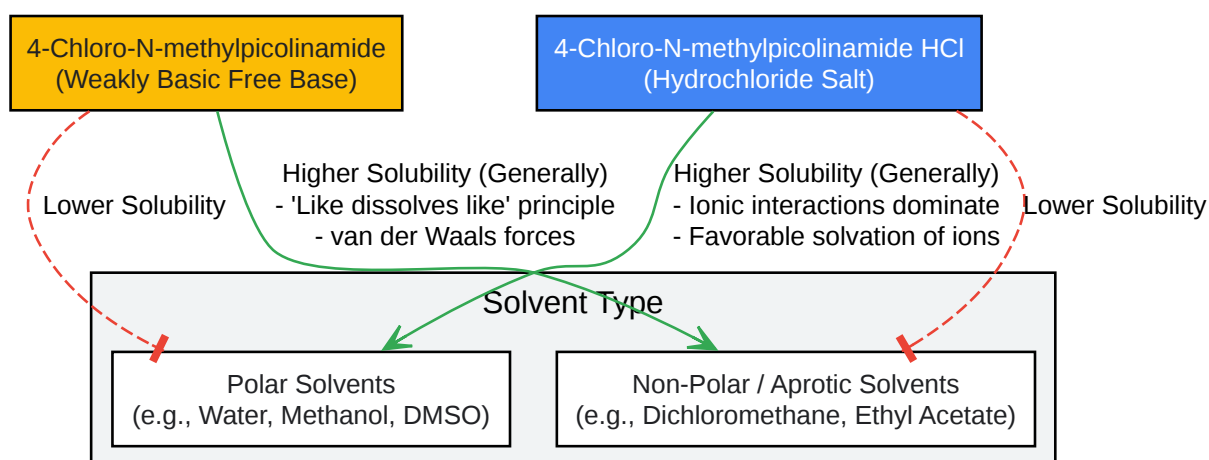 4-Chloro-N-methylpicolinamide
(Weakly Basic Free Base)
4-Chloro-N-methylpicolinamide HCl
(Hydrochloride Salt)
Lower Solubility
Higher Solubility (Generally)
- 'Like dissolves like' principle
- van der Waals forces
Higher Solubility (Generally)
- Ionic interactions dominate
- Favorable solvation of ions
Lower Solubility
Solvent Type
Polar Solvents
(e.g., Water, Methanol, DMSO)
Non-Polar / Aprotic Solvents
(e.g., Dichloromethane, Ethyl Acetate)